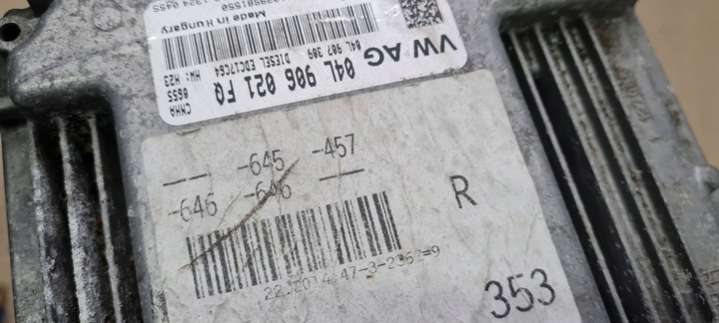 Made in Hungary
VW AG
04L 907 309 DIESEL EDC17C64 HW: H23
04L 906 021 FQ
CNHA 8655
-645 -457
-646 -646
R
353